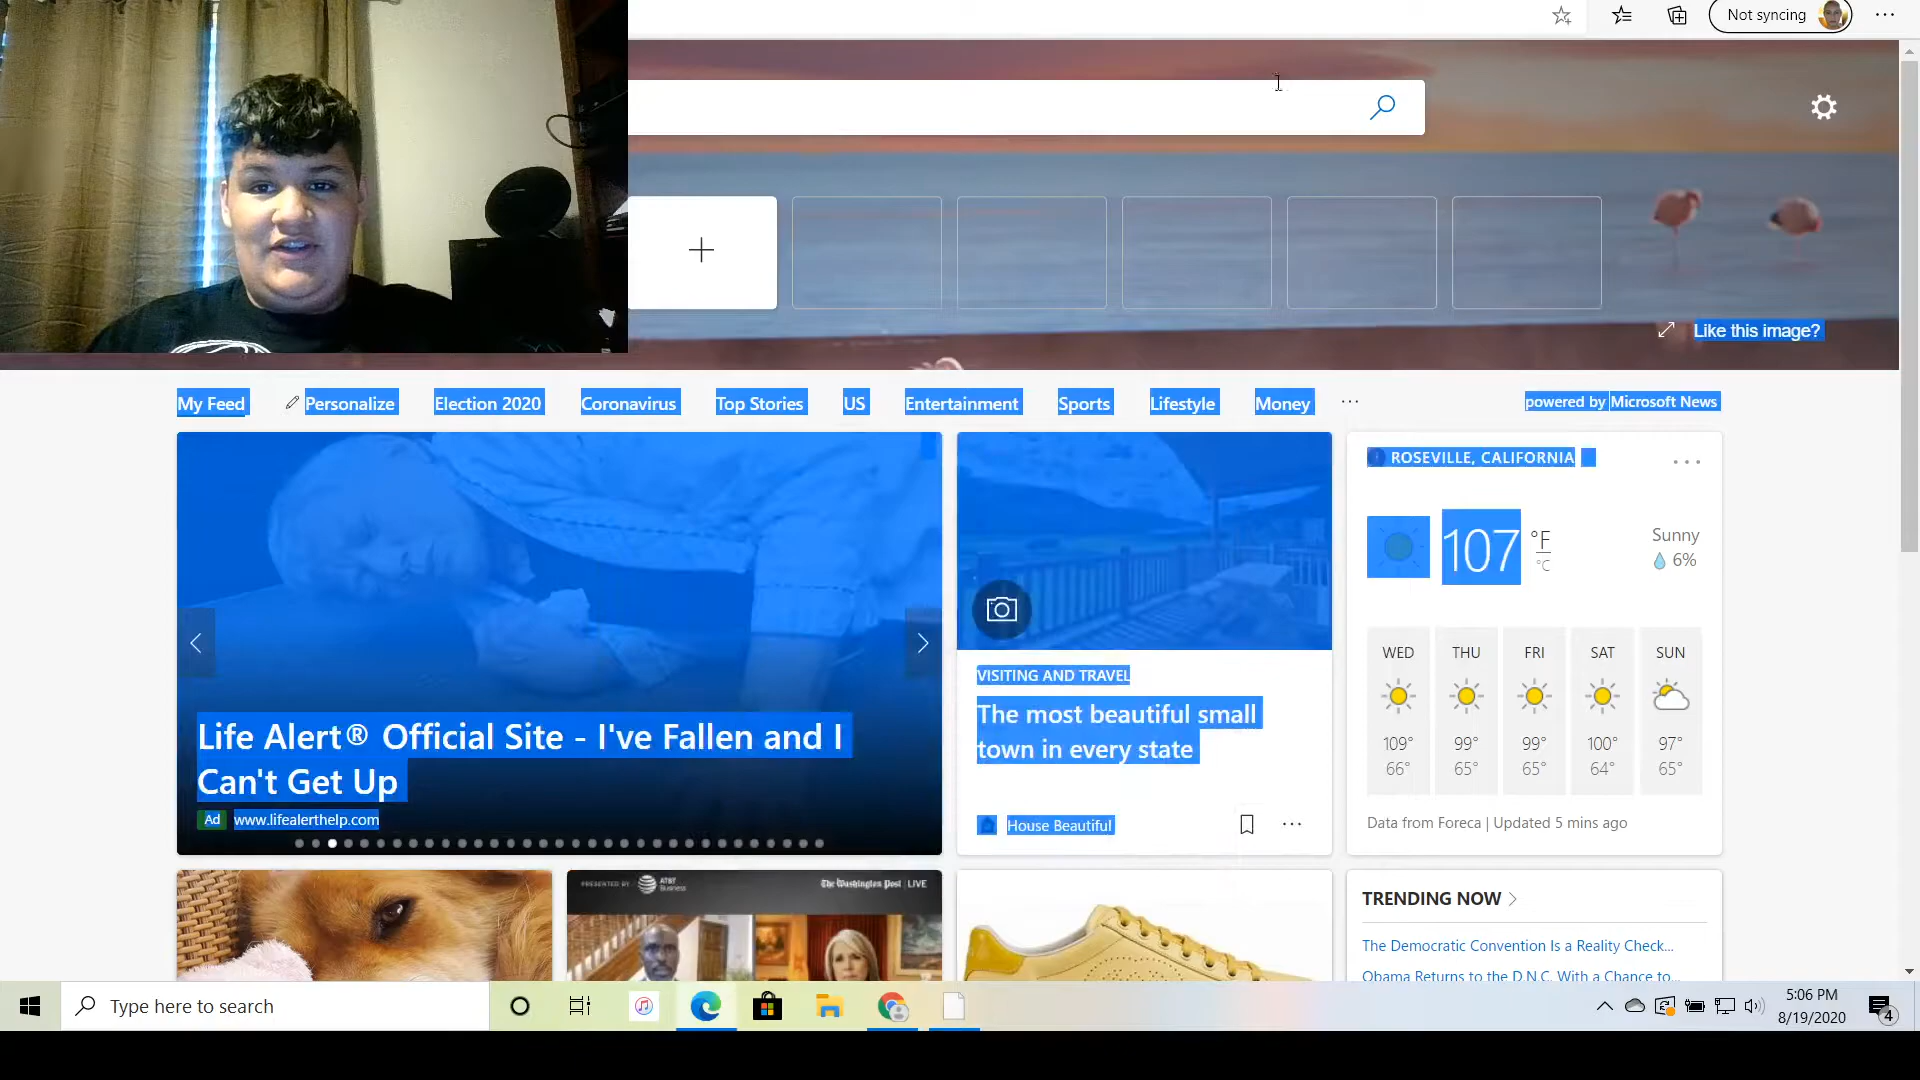 Not syncing
Like this image?
My Feed
Personalize
Election 2020
Coronavirus
Top Stories
US
Entertainment
Sports
Lifestyle
Money
powered by Microsoft News
Life Alert® Official Site - I've Fallen and I
Can't Get Up
Ad www.lifealerthelp.com
VISITING AND TRAVEL
The most beautiful small
town in every state
House Beautiful
ROSEVILLE, CALIFORNIA
107 °F
°C
Sunny
6%
WED THU FRI SAT SUN
109° 99° 99° 100° 97°
66° 65° 65° 64° 65°
Data from Foreca | Updated 5 mins ago
PRESENTED BY AT&T Business
The Washington Post | LIVE
TRENDING NOW
The Democratic Convention Is a Reality Check...
Obama Returns to the D.N.C. With a Chance to...
Type here to search
5:06 PM
8/19/2020
4